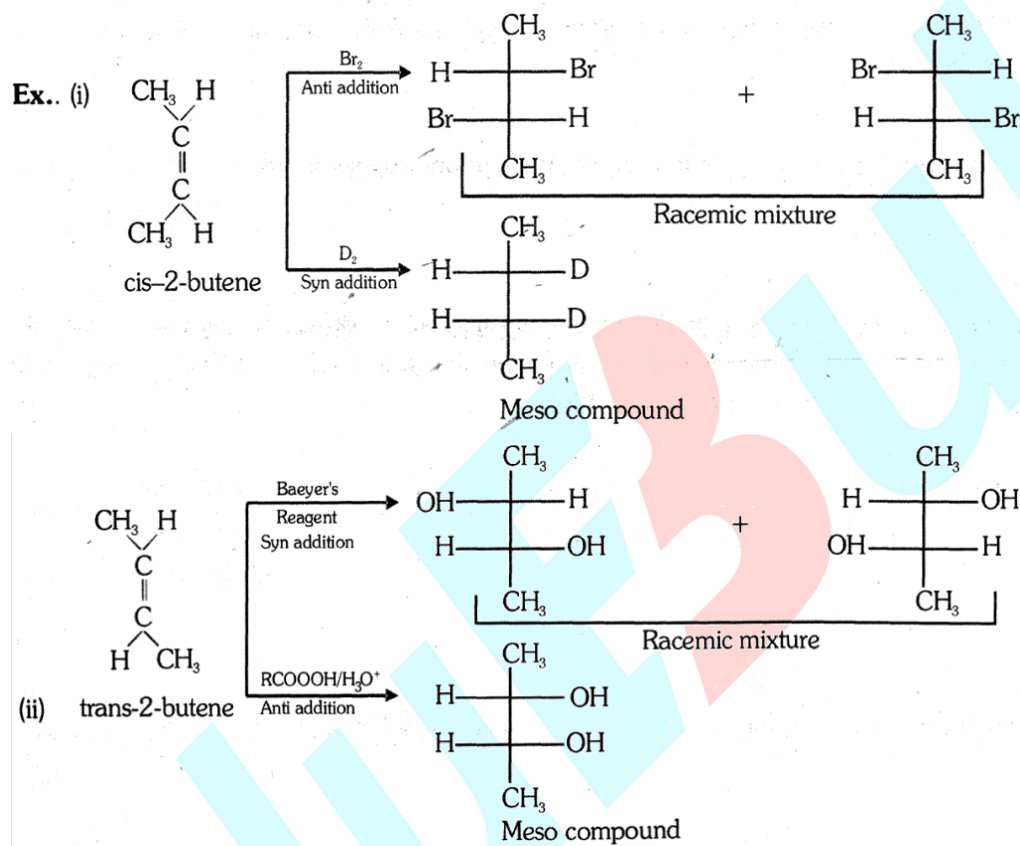 CH₃ CH₃
Ex.. (i) CH₃ H Br₂ H Br + Br H
Anti addition
C Br H H Br
C CH₃ CH₃
CH₃ H Racemic mixture
cis–2-butene CH₃
D₂ H D
Syn addition
H D
CH₃
Meso compound
CH₃ CH₃
Baeyer's OH H + H OH
CH₃ H Reagent
Syn addition H OH OH H
C
C CH₃ CH₃
H CH₃ Racemic mixture
CH₃
(ii) trans-2-butene RCOOOH/H₃O⁺ H OH
Anti addition
H OH
CH₃
Meso compound